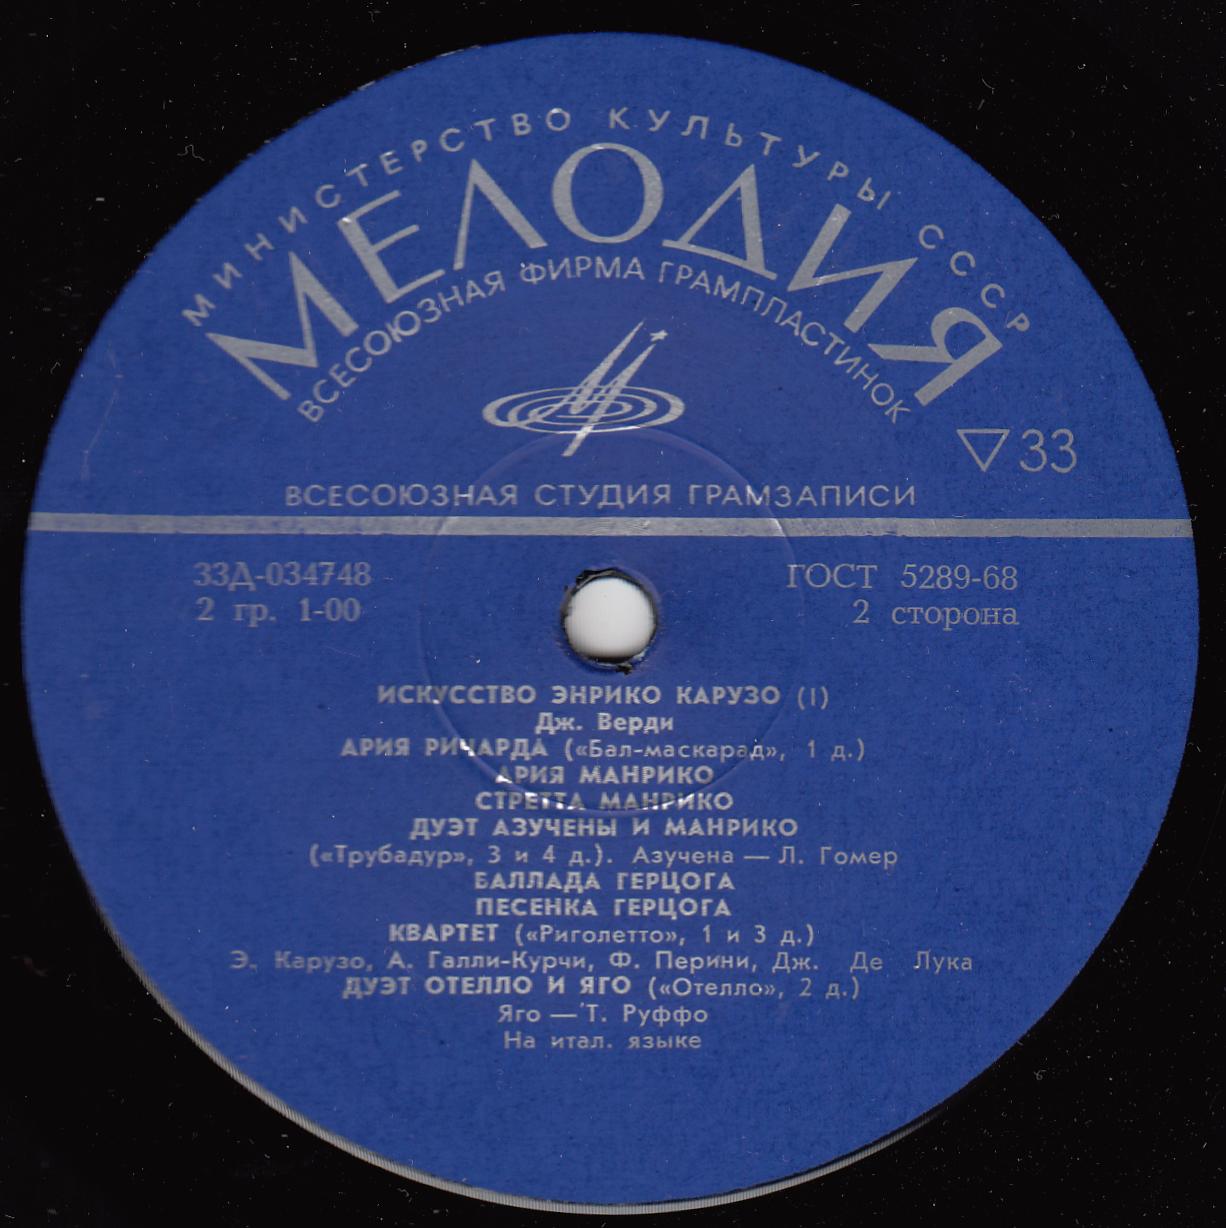 МИНИСТЕРСТВО КУЛЬТУРЫ СССР
МЕЛОДИЯ
ВСЕСОЮЗНАЯ ФИРМА ГРАМПЛАСТИНОК
▽33
ВСЕСОЮЗНАЯ СТУДИЯ ГРАМЗАПИСИ
33Д-034748
ГОСТ 5289-68
2 гр. 1-00
2 сторона
ИСКУССТВО ЭНРИКО КАРУЗО (I)
Дж. Верди
АРИЯ РИЧАРДА («Бал-маскарад», 1 д.)
АРИЯ МАНРИКО
СТРЕТТА МАНРИКО
ДУЭТ АЗУЧЕНЫ И МАНРИКО
(«Трубадур», 3 и 4 д.). Азучена — Л. Гомер
БАЛЛАДА ГЕРЦОГА
ПЕСЕНКА ГЕРЦОГА
КВАРТЕТ («Риголетто», 1 и 3 д.)
Э. Карузо, А. Галли-Курчи, Ф. Перини, Дж. Де Лука
ДУЭТ ОТЕЛЛО И ЯГО («Отелло», 2 д.)
Яго — Т. Руффо
На итал. языке